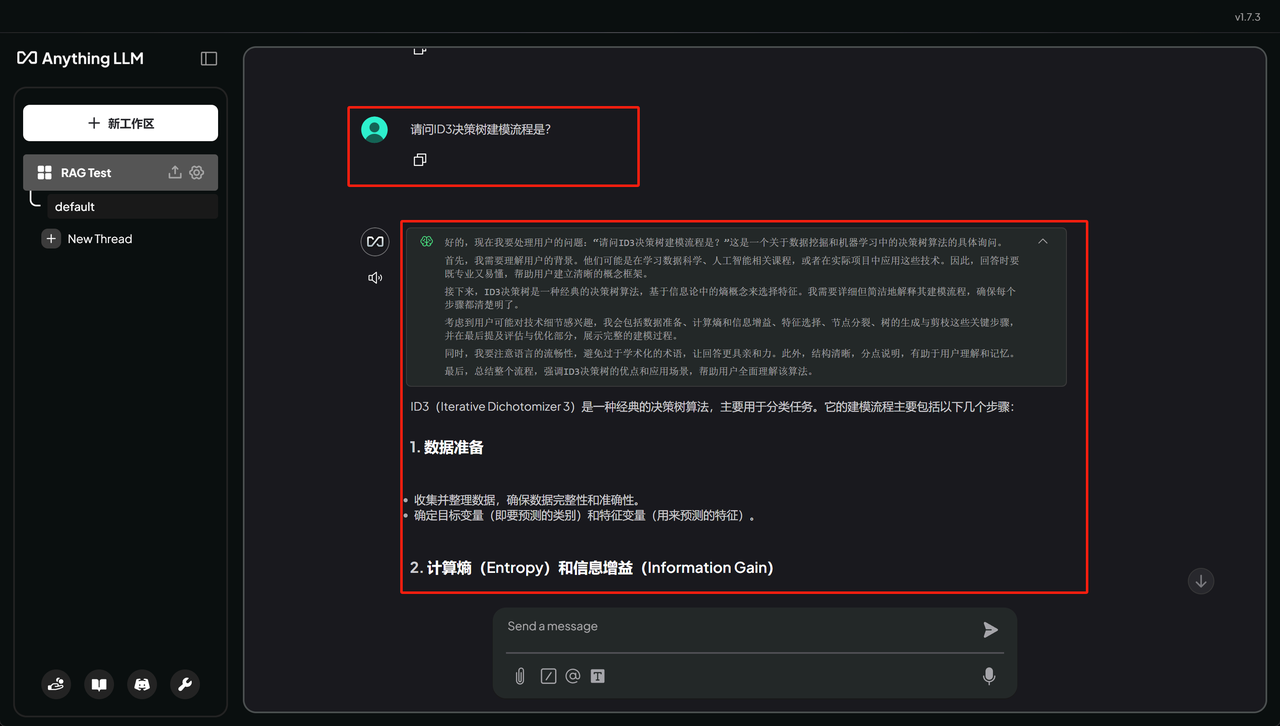 v1.7.3
Anything LLM
新工作区
RAG Test
default
New Thread
请问ID3决策树建模流程是？
好的，现在我要处理用户的问题：“请问ID3决策树建模流程是？”这是一个关于数据挖掘和机器学习中的决策树算法的具体询问。
首先，我需要理解用户的背景。他们可能是在学习数据科学、人工智能相关课程，或者在实际项目中应用这些技术。因此，回答时要
既专业又易懂，帮助用户建立清晰的概念框架。
接下来，ID3决策树是一种经典的决策树算法，基于信息论中的熵概念来选择特征。我需要详细但简洁地解释其建模流程，确保每个
步骤都清楚明了。
考虑到用户可能对技术细节感兴趣，我会包括数据准备、计算熵和信息增益、特征选择、节点分裂、树的生成与剪枝这些关键步骤，
并在最后提及评估与优化部分，展示完整的建模过程。
同时，我要注意语言的流畅性，避免过于学术化的术语，让回答更具亲和力。此外，结构清晰，分点说明，有助于用户理解和记忆。
最后，总结整个流程，强调ID3决策树的优点和应用场景，帮助用户全面理解该算法。
ID3（Iterative Dichotomizer 3）是一种经典的决策树算法，主要用于分类任务。它的建模流程主要包括以下几个步骤：
1. 数据准备
• 收集并整理数据，确保数据完整性和准确性。
• 确定目标变量（即要预测的类别）和特征变量（用来预测的特征）。
2. 计算熵（Entropy）和信息增益（Information Gain）
Send a message